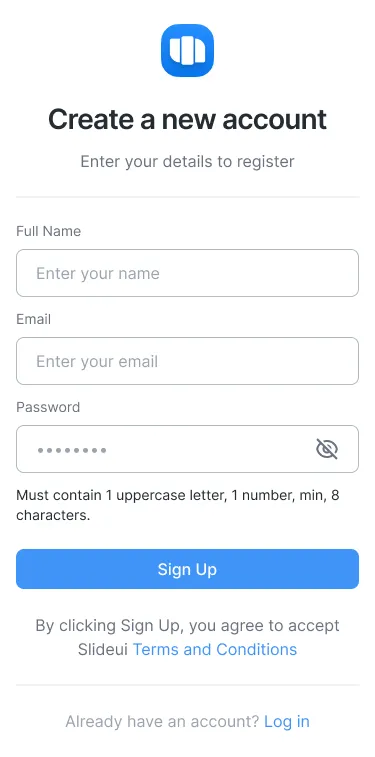 Create a new account
Enter your details to register
Full Name
Enter your name
Email
Enter your email
Password
••••••••
Must contain 1 uppercase letter, 1 number, min, 8
characters.
Sign Up
By clicking Sign Up, you agree to accept
Slideui Terms and Conditions
Already have an account? Log in